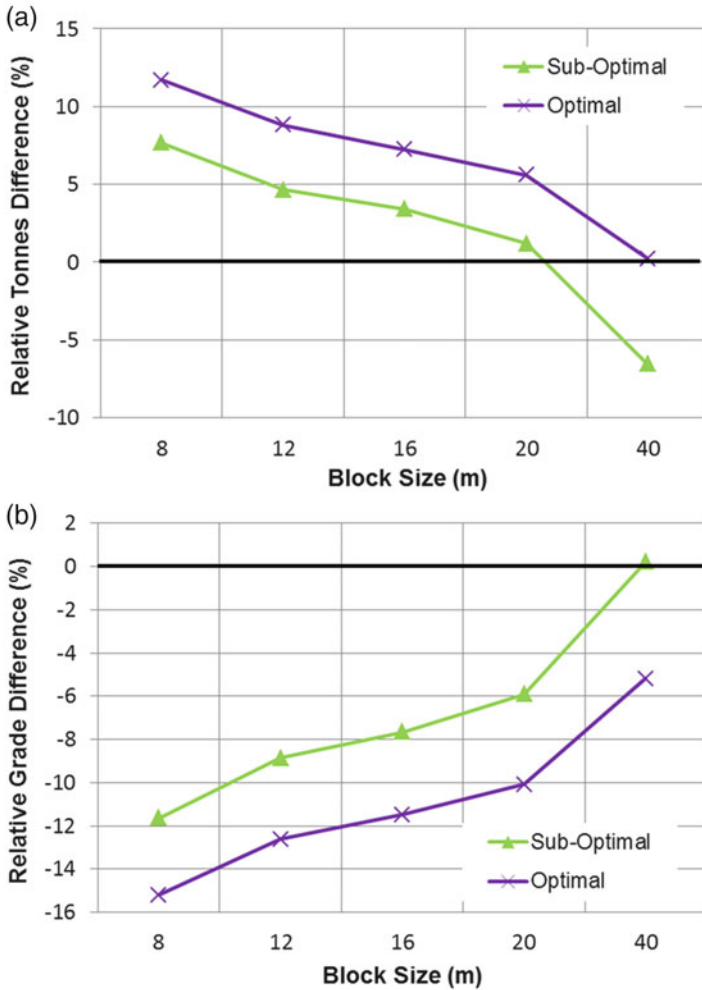 (a)
Relative Tonnes Difference (%)
15
10
5
0
-5
-10
Sub-Optimal
Optimal
8 12 16 20 40
Block Size (m)
(b)
Relative Grade Difference (%)
2
0
-2
-4
-6
-8
-10
-12
-14
-16
Sub-Optimal
Optimal
8 12 16 20 40
Block Size (m)